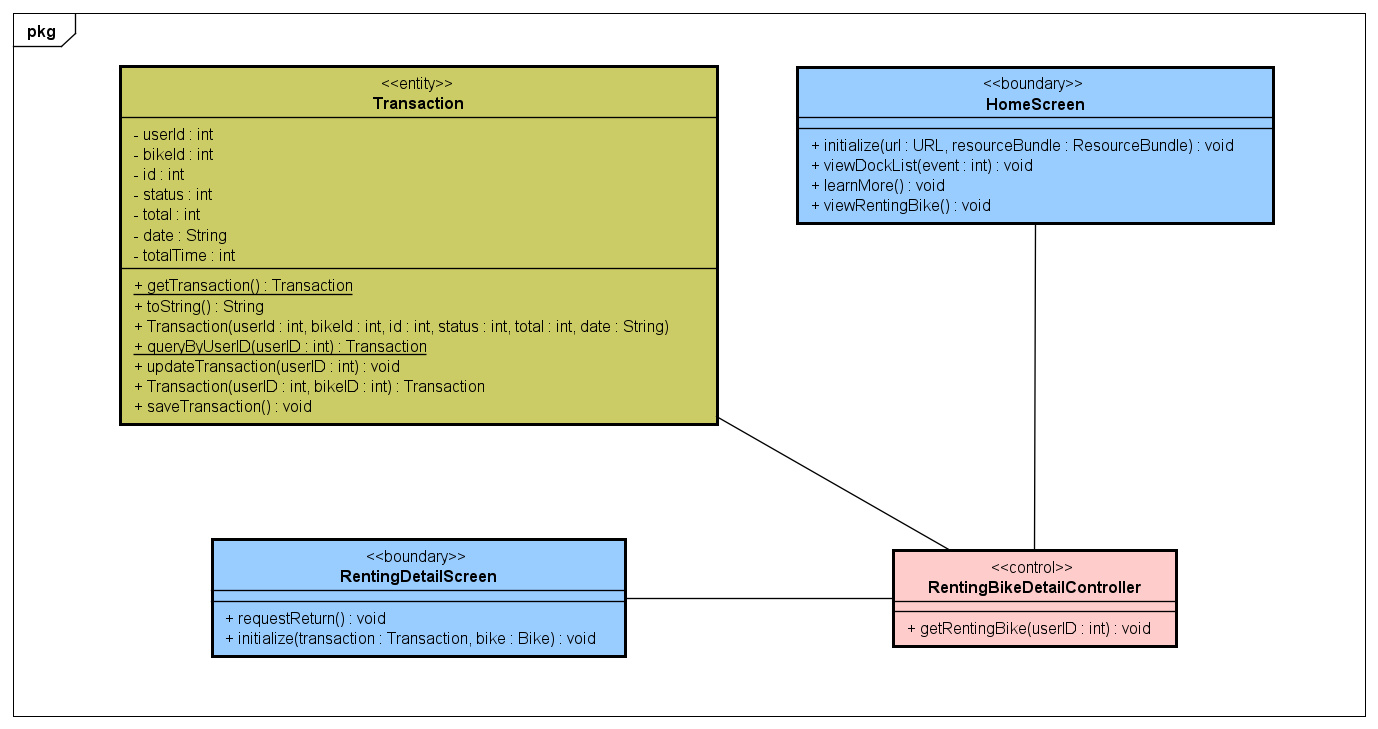 pkg
<<entity>>
Transaction
- userId : int
- bikeId : int
- id : int
- status : int
- total : int
- date : String
- totalTime : int
+ getTransaction() : Transaction
+ toString() : String
+ Transaction(userId : int, bikeId : int, id : int, status : int, total : int, date : String)
+ queryByUserID(userID : int) : Transaction
+ updateTransaction(userID : int) : void
+ Transaction(userID : int, bikeID : int) : Transaction
+ saveTransaction() : void
<<boundary>>
HomeScreen
+ initialize(url : URL, resourceBundle : ResourceBundle) : void
+ viewDockList(event : int) : void
+ learnMore() : void
+ viewRentingBike() : void
<<boundary>>
RentingDetailScreen
+ requestReturn() : void
+ initialize(transaction : Transaction, bike : Bike) : void
<<control>>
RentingBikeDetailController
+ getRentingBike(userID : int) : void